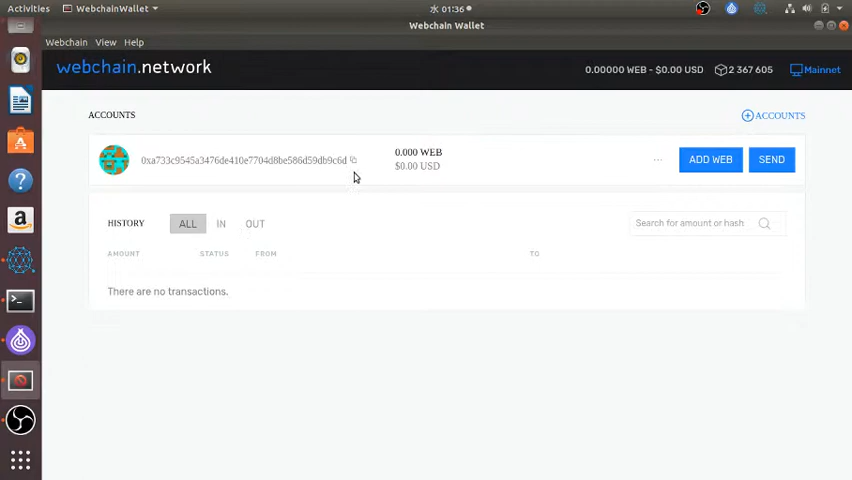 Activities
WebchainWallet
水 01:36
Webchain Wallet
Webchain View Help
webchain.network
0.00000 WEB - $0.00 USD
2 367 605
Mainnet
ACCOUNTS
ACCOUNTS
0xa733c9545a3476de410e7704d8be586d59db9c6d
0.000 WEB
$0.00 USD
ADD WEB
SEND
HISTORY
ALL
IN
OUT
Search for amount or hash
AMOUNT
STATUS
FROM
TO
There are no transactions.